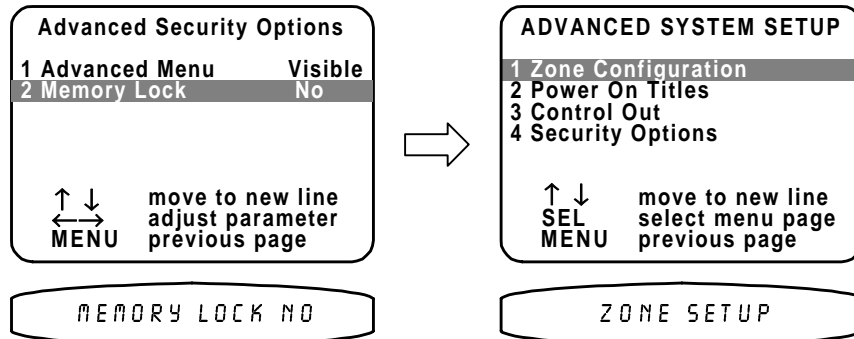 Advanced Security Options
1 Advanced Menu Visible
2 Memory Lock No
↑ ↓ move to new line
←→ adjust parameter
MENU previous page
MEMORY LOCK NO
ADVANCED SYSTEM SETUP
1 Zone Configuration
2 Power On Titles
3 Control Out
4 Security Options
↑ ↓ move to new line
SEL select menu page
MENU previous page
ZONE SETUP